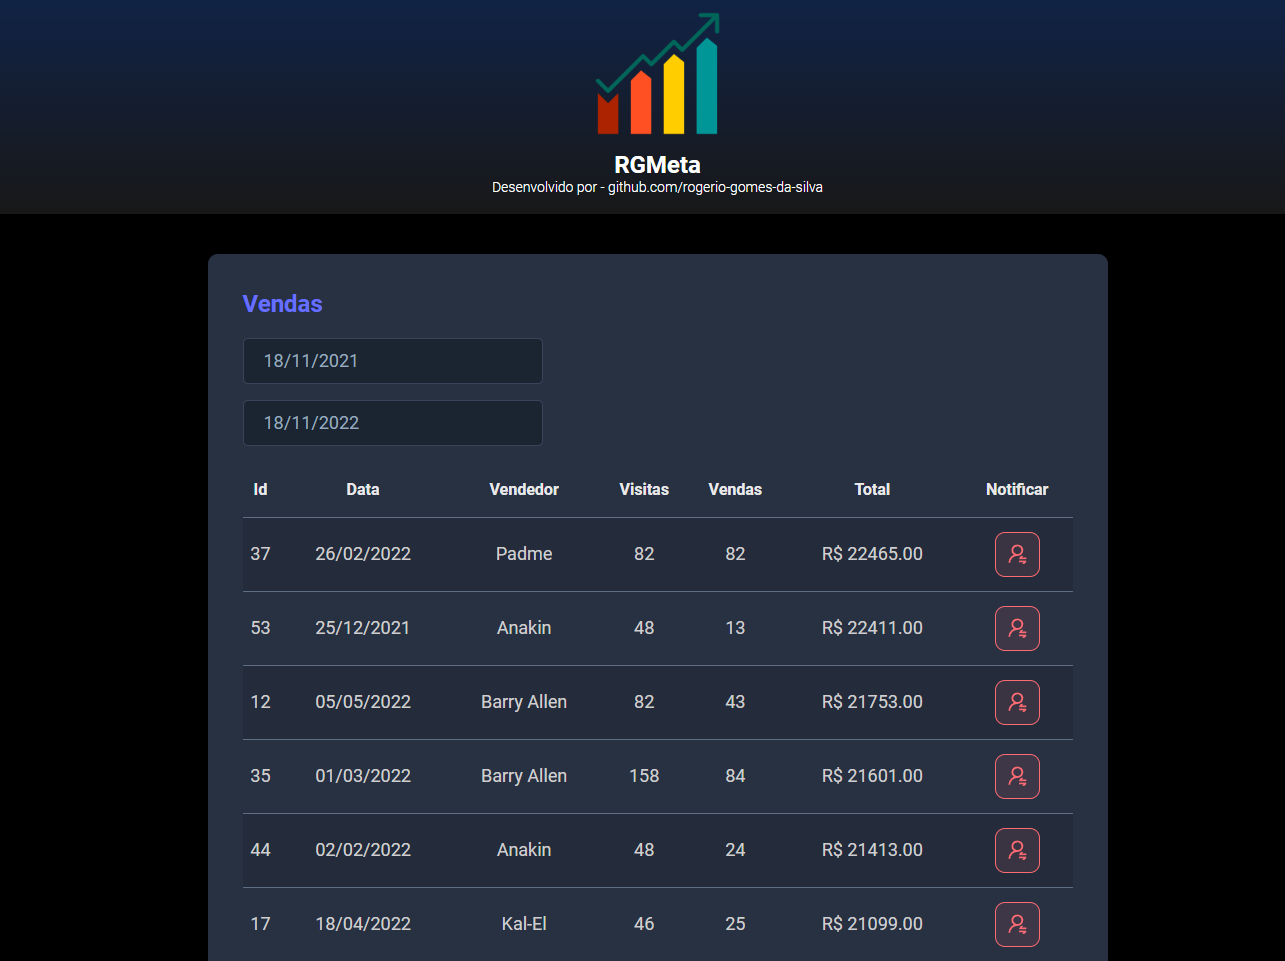 RGMeta
Desenvolvido por - github.com/rogerio-gomes-da-silva
Vendas
18/11/2021
18/11/2022
Id Data Vendedor Visitas Vendas Total Notificar
37 26/02/2022 Padme 82 82 R$ 22465.00
53 25/12/2021 Anakin 48 13 R$ 22411.00
12 05/05/2022 Barry Allen 82 43 R$ 21753.00
35 01/03/2022 Barry Allen 158 84 R$ 21601.00
44 02/02/2022 Anakin 48 24 R$ 21413.00
17 18/04/2022 Kal-El 46 25 R$ 21099.00